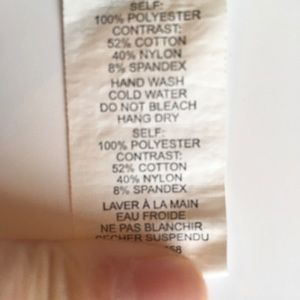 SELF:
100% POLYESTER
CONTRAST:
52% COTTON
40% NYLON
8% SPANDEX
HAND WASH
COLD WATER
DO NOT BLEACH
HANG DRY
SELF:
100% POLYESTER
CONTRAST:
52% COTTON
40% NYLON
8% SPANDEX
LAVER À LA MAIN
EAU FROIDE
NE PAS BLANCHIR
SECHER SUSPENDU